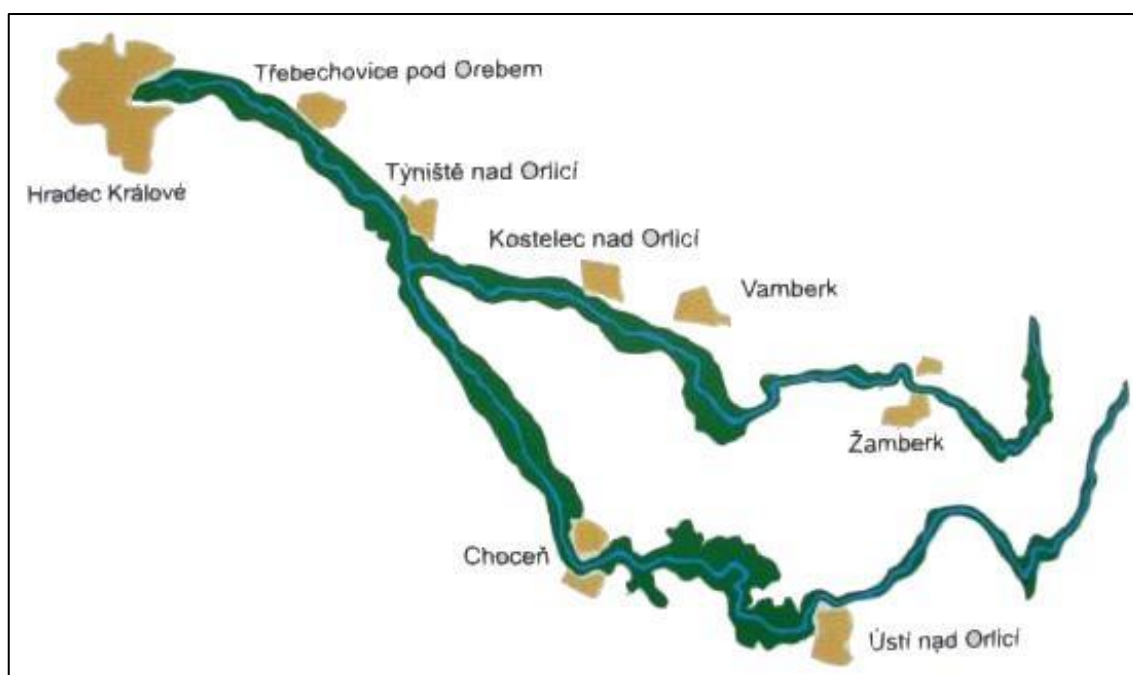 Třebechovice pod Orebem
Týniště nad Orlicí
Hradec Králové
Kostelec nad Orlicí
Vamberk
Žamberk
Choceň
Ústí nad Orlicí